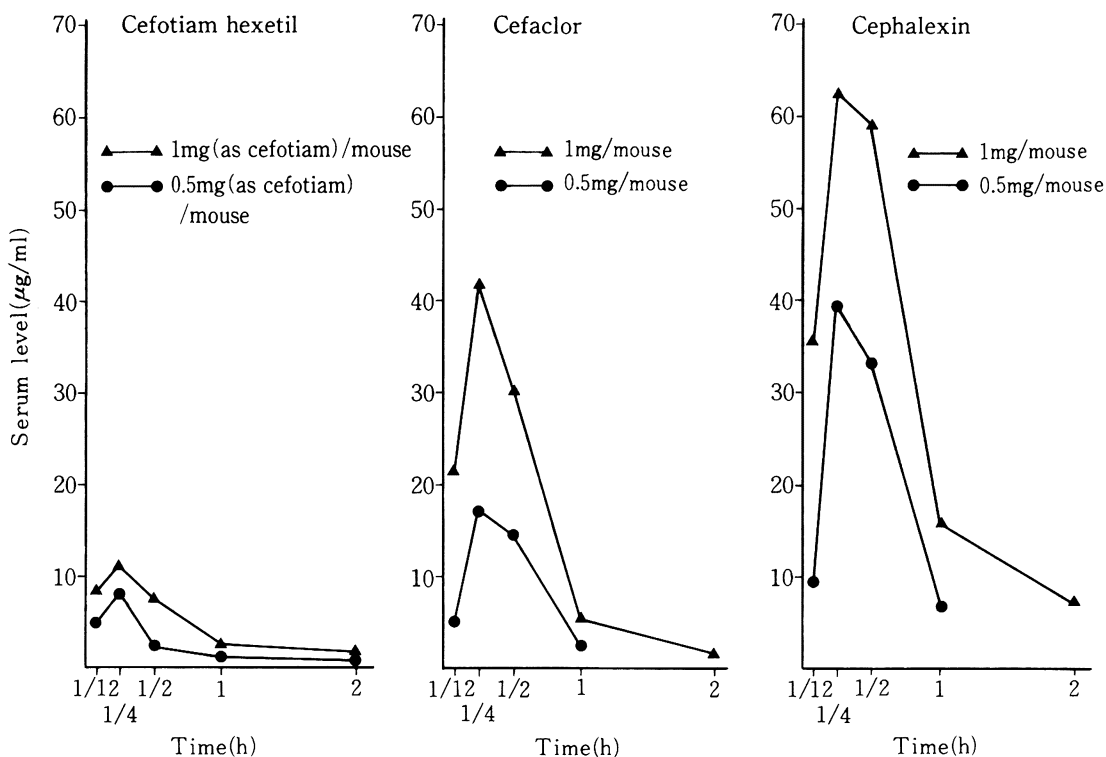 Cefotiam hexetil
70
60
50
40
30
20
10
Serum level(μg/ml)
1mg(as cefotiam)/mouse
0.5mg(as cefotiam)
/mouse
1/12
1/4
1/2
1
2
Time(h)
Cefaclor
70
60
50
40
30
20
10
1mg/mouse
0.5mg/mouse
1/12
1/4
1/2
1
2
Time(h)
Cephalexin
70
60
50
40
30
20
10
1mg/mouse
0.5mg/mouse
1/12
1/4
1/2
1
2
Time(h)